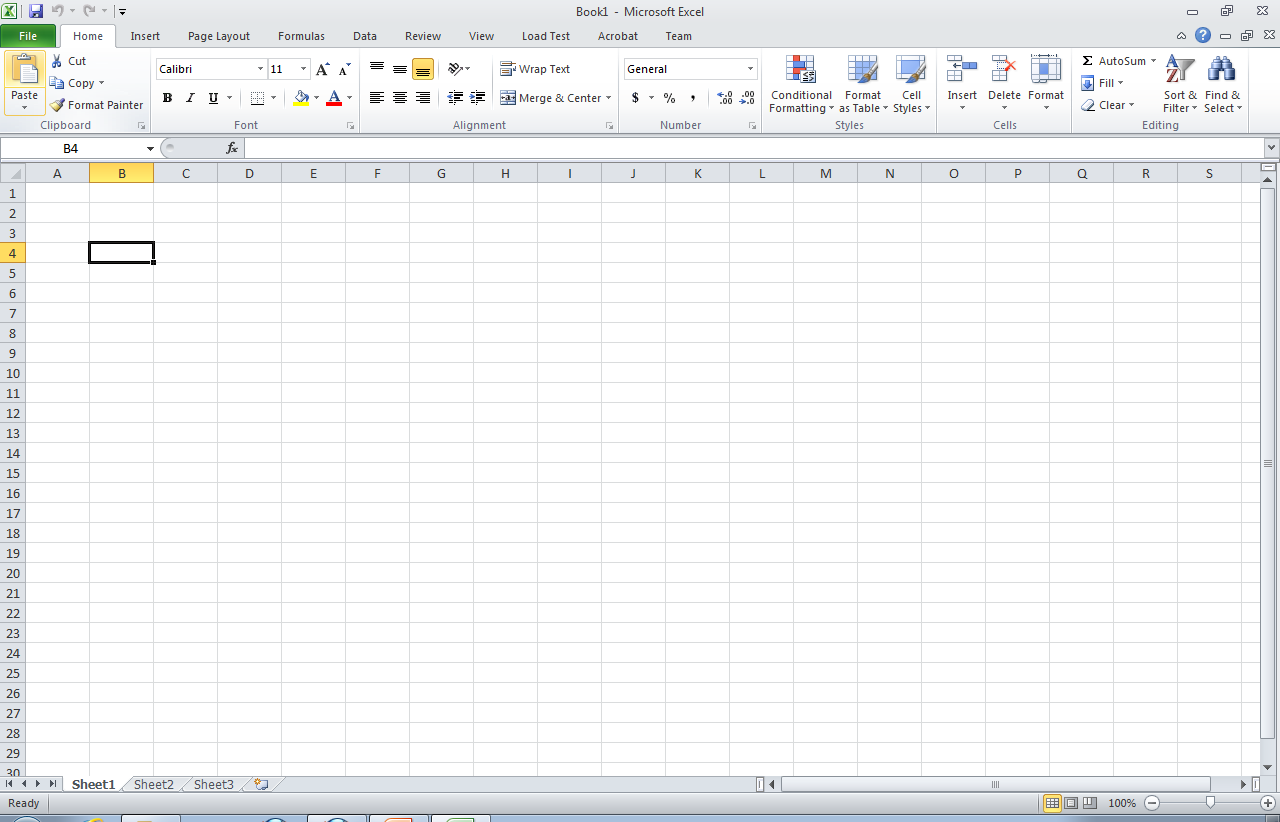 Book1 - Microsoft Excel
File Home Insert Page Layout Formulas Data Review View Load Test Acrobat Team
Paste
Cut
Copy
Format Painter
Clipboard
Calibri 11
B I U
Font
Wrap Text
Merge & Center
Alignment
General
$ % ,
Number
Conditional Formatting
Format as Table
Cell Styles
Styles
Insert Delete Format
Cells
Σ AutoSum
Fill
Clear
Sort & Filter
Find & Select
Editing
B4 fx
A B C D E F G H I J K L M N O P Q R S
1
2
3
4
5
6
7
8
9
10
11
12
13
14
15
16
17
18
19
20
21
22
23
24
25
26
27
28
29
30
Sheet1 Sheet2 Sheet3
Ready 100%